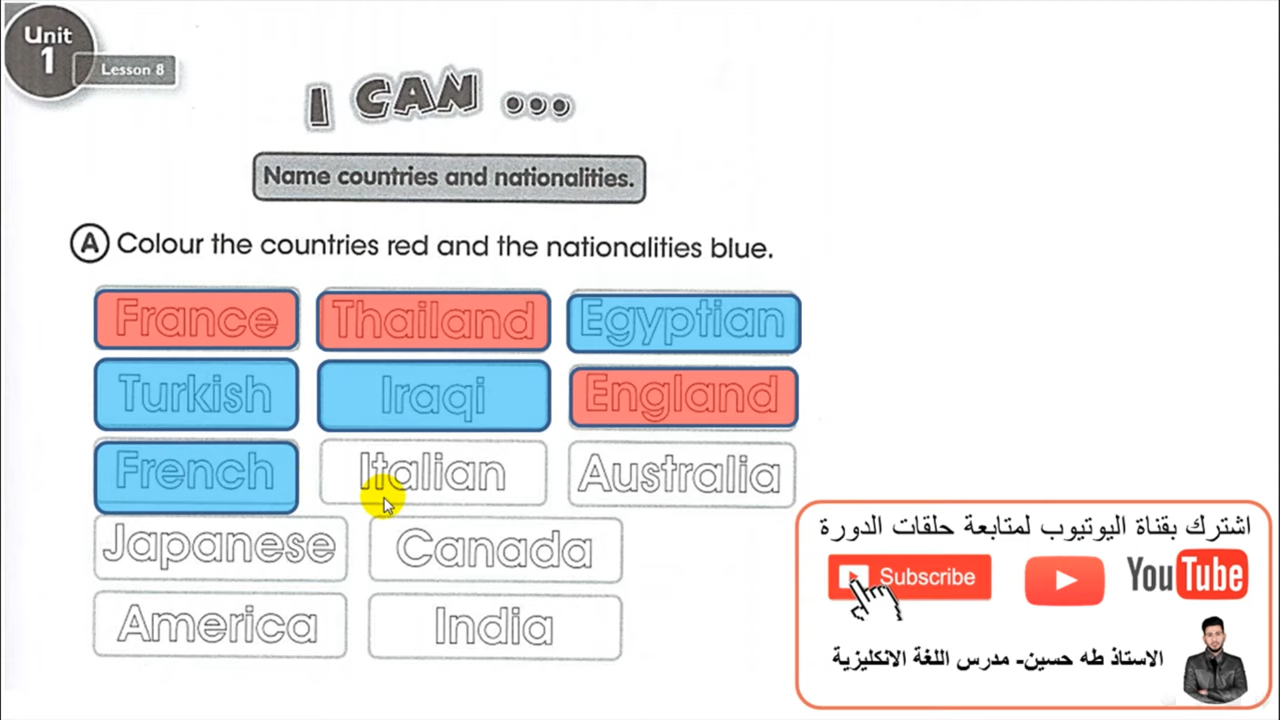 Unit
1
Lesson 8
I CAN ...
Name countries and nationalities.
A Colour the countries red and the nationalities blue.
France Thailand Egyptian
Turkish Iraqi England
French Italian Australia
Japanese Canada
America India
اشترك بقناة اليوتيوب لمتابعة حلقات الدورة
Subscribe YouTube
الاستاذ طه حسين- مدرس اللغة الانكليزية